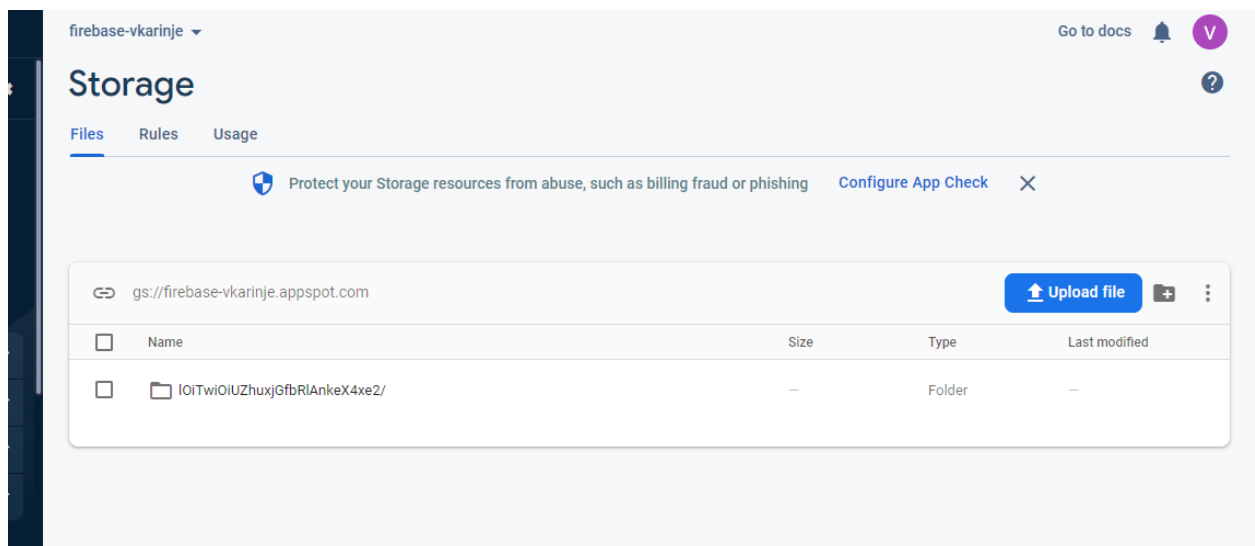 firebase-vkarinje
Go to docs
V
Storage
Files Rules Usage
Protect your Storage resources from abuse, such as billing fraud or phishing Configure App Check
gs://firebase-vkarinje.appspot.com Upload file
Name Size Type Last modified
lOiTwiOiUZhuxjGfbRlAnkeX4xe2/ — Folder —